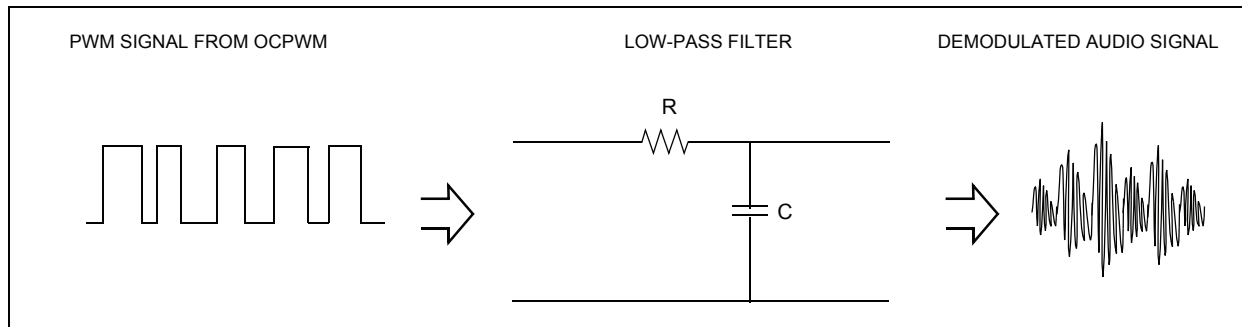 PWM SIGNAL FROM OCPWM
LOW-PASS FILTER
DEMODULATED AUDIO SIGNAL
R
C